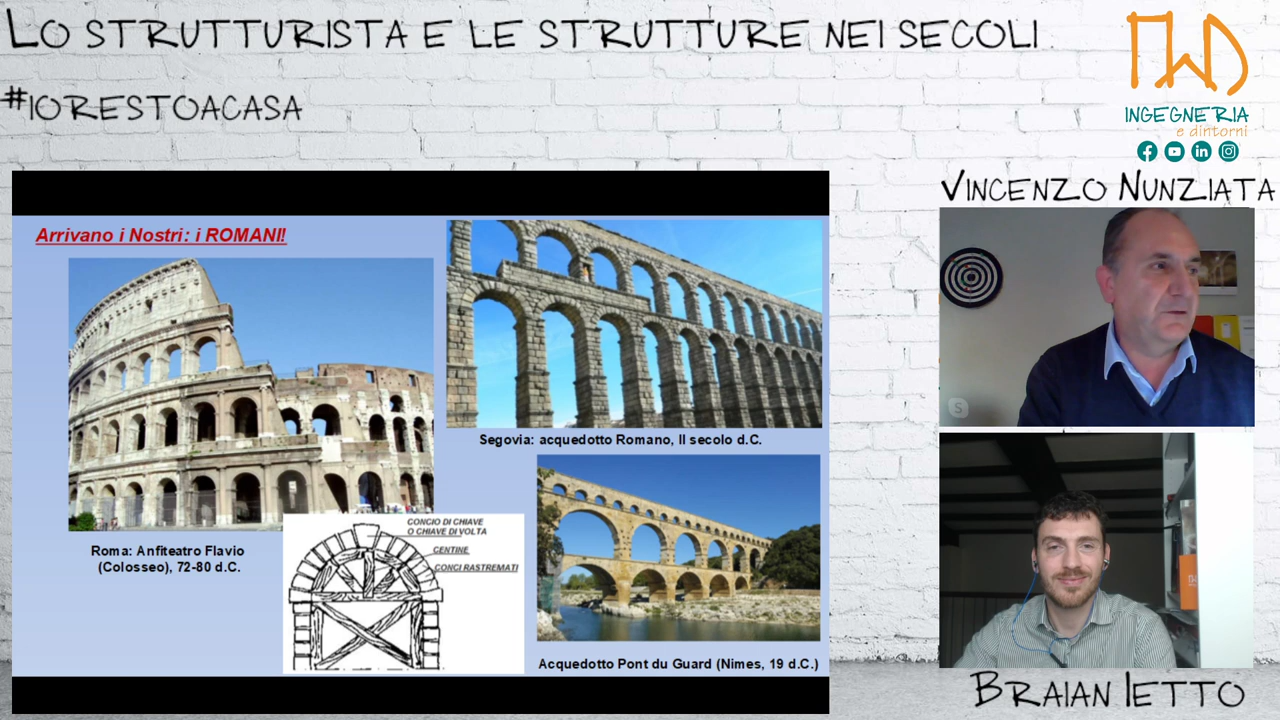 Lo strutturista e le strutture nei secoli
#iorestoacasa
INGEGNERIA
e dintorni
Vincenzo Nunziata
Arrivano i Nostri: i ROMANI!
Segovia: acquedotto Romano, II secolo d.C.
Roma: Anfiteatro Flavio
(Colosseo), 72-80 d.C.
CONCIO DI CHIAVE
O CHIAVE DI VOLTA
CENTINE
CONCI RASTREMATI
Acquedotto Pont du Guard (Nimes, 19 d.C.)
Braian Ietto